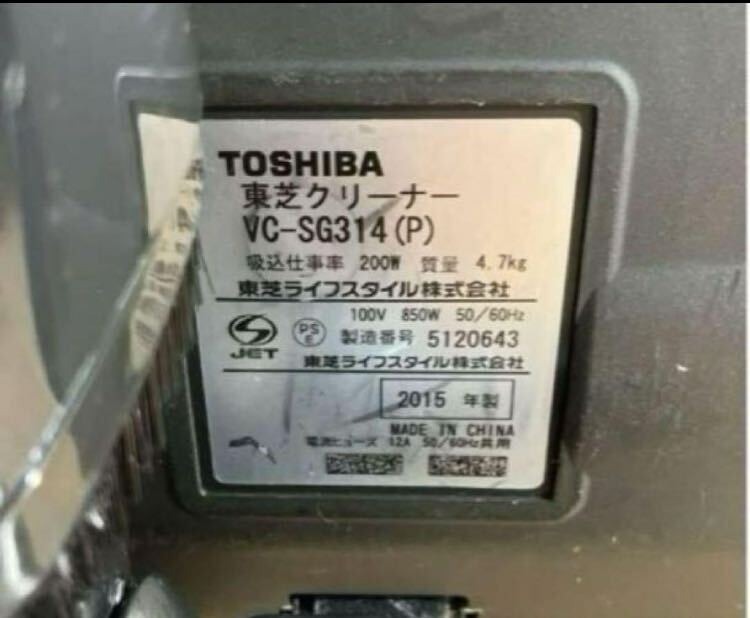 TOSHIBA
東芝クリーナー
VC-SG314(P)
吸込仕事率 200W 質量 4.7kg
東芝ライフスタイル株式会社
100V 850W 50/60Hz
JET PS E 製造番号 5120643
東芝ライフスタイル株式会社
2015 年製
MADE IN CHINA
電流ヒューズ 12A 50/60Hz共用